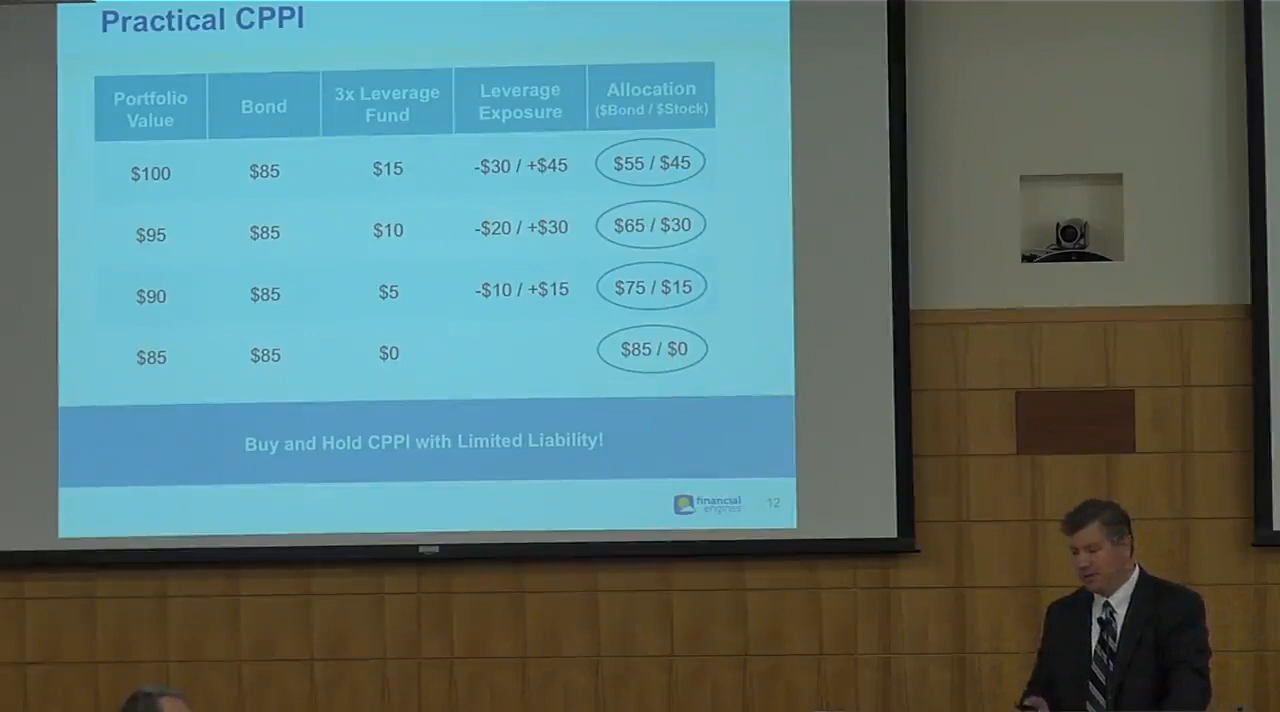 Practical CPPI
Portfolio Value	Bond	3x Leverage Fund	Leverage Exposure	Allocation ($Bond / $Stock)
$100	$85	$15	-$30 / +$45	$55 / $45
$95	$85	$10	-$20 / +$30	$65 / $30
$90	$85	$5	-$10 / +$15	$75 / $15
$85	$85	$0	$85 / $0
Buy and Hold CPPI with Limited Liability!
financial
engines
12